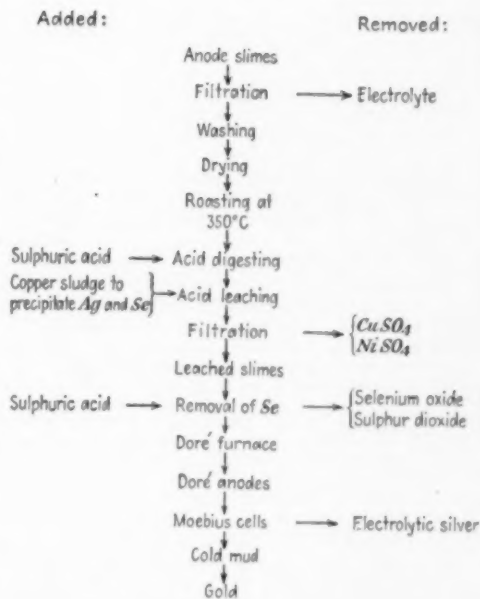 Added:
Removed:
Anode slimes
Filtration
Electrolyte
Washing
Drying
Roasting at
350°C
Sulphuric acid
Acid digesting
Copper sludge to
precipitate Ag and Se
Acid leaching
Filtration
CuSO4
NiSO4
Leached slimes
Sulphuric acid
Removal of Se
Selenium oxide
Sulphur dioxide
Doré furnace
Doré anodes
Moebius cells
Electrolytic silver
Cold mud
Gold